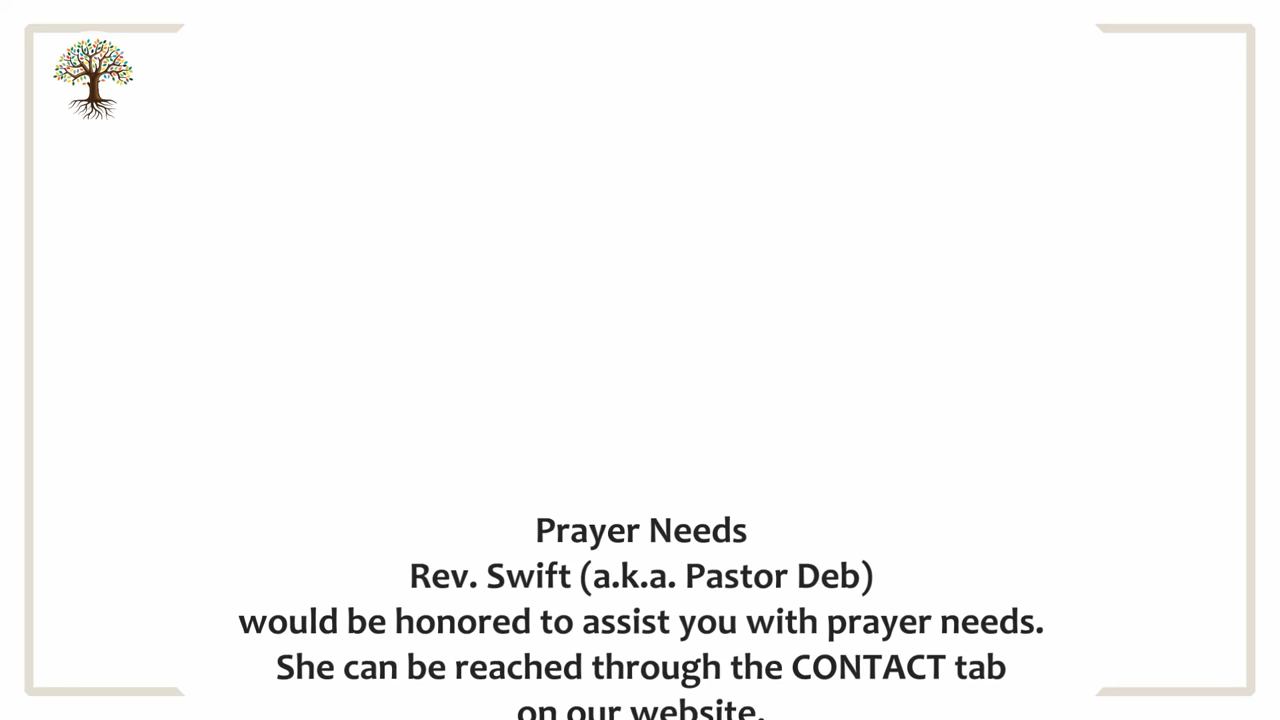 Prayer Needs
Rev. Swift (a.k.a. Pastor Deb)
would be honored to assist you with prayer needs.
She can be reached through the CONTACT tab
on our website.